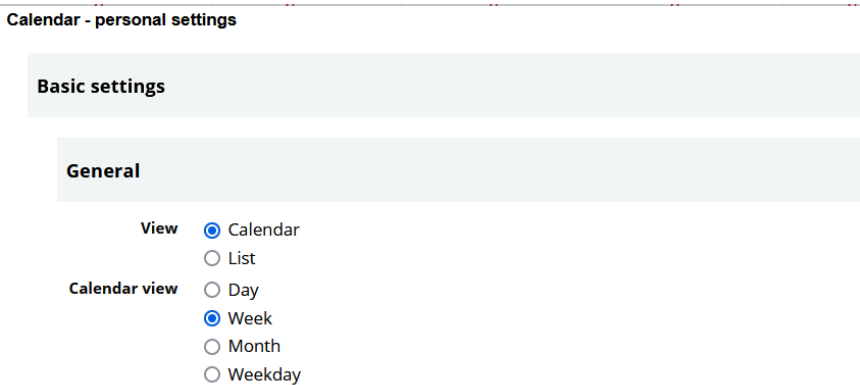 Calendar - personal settings
Basic settings
General
View
Calendar
List
Calendar view
Day
Week
Month
Weekday